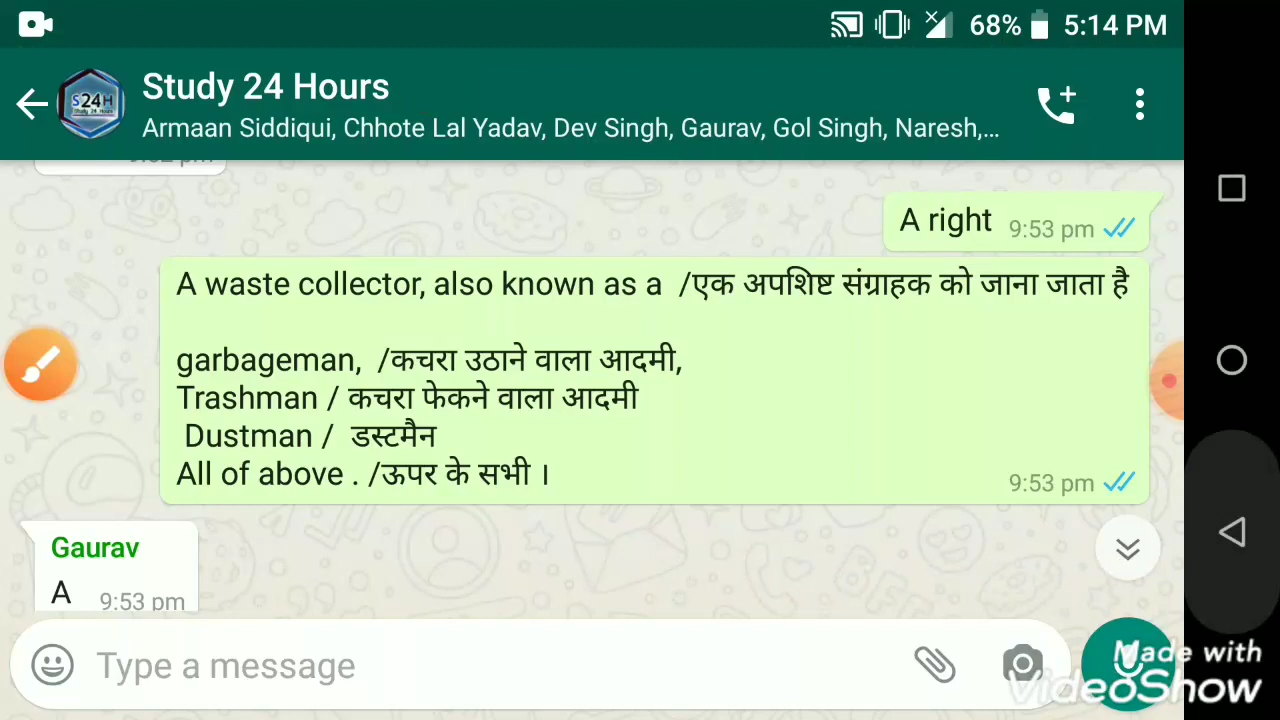 68% 5:14 PM
S24H
Study 24 Hours
Armaan Siddiqui, Chhote Lal Yadav, Dev Singh, Gaurav, Gol Singh, Naresh,...
A right 9:53 pm
A waste collector, also known as a /एक अपशिष्ट संग्राहक को जाना जाता है
garbageman, /कचरा उठाने वाला आदमी,
Trashman / कचरा फेकने वाला आदमी
Dustman / डस्टमैन
All of above . /ऊपर के सभी ।
9:53 pm
Gaurav
A 9:53 pm
Type a message
Made with
VideoShow